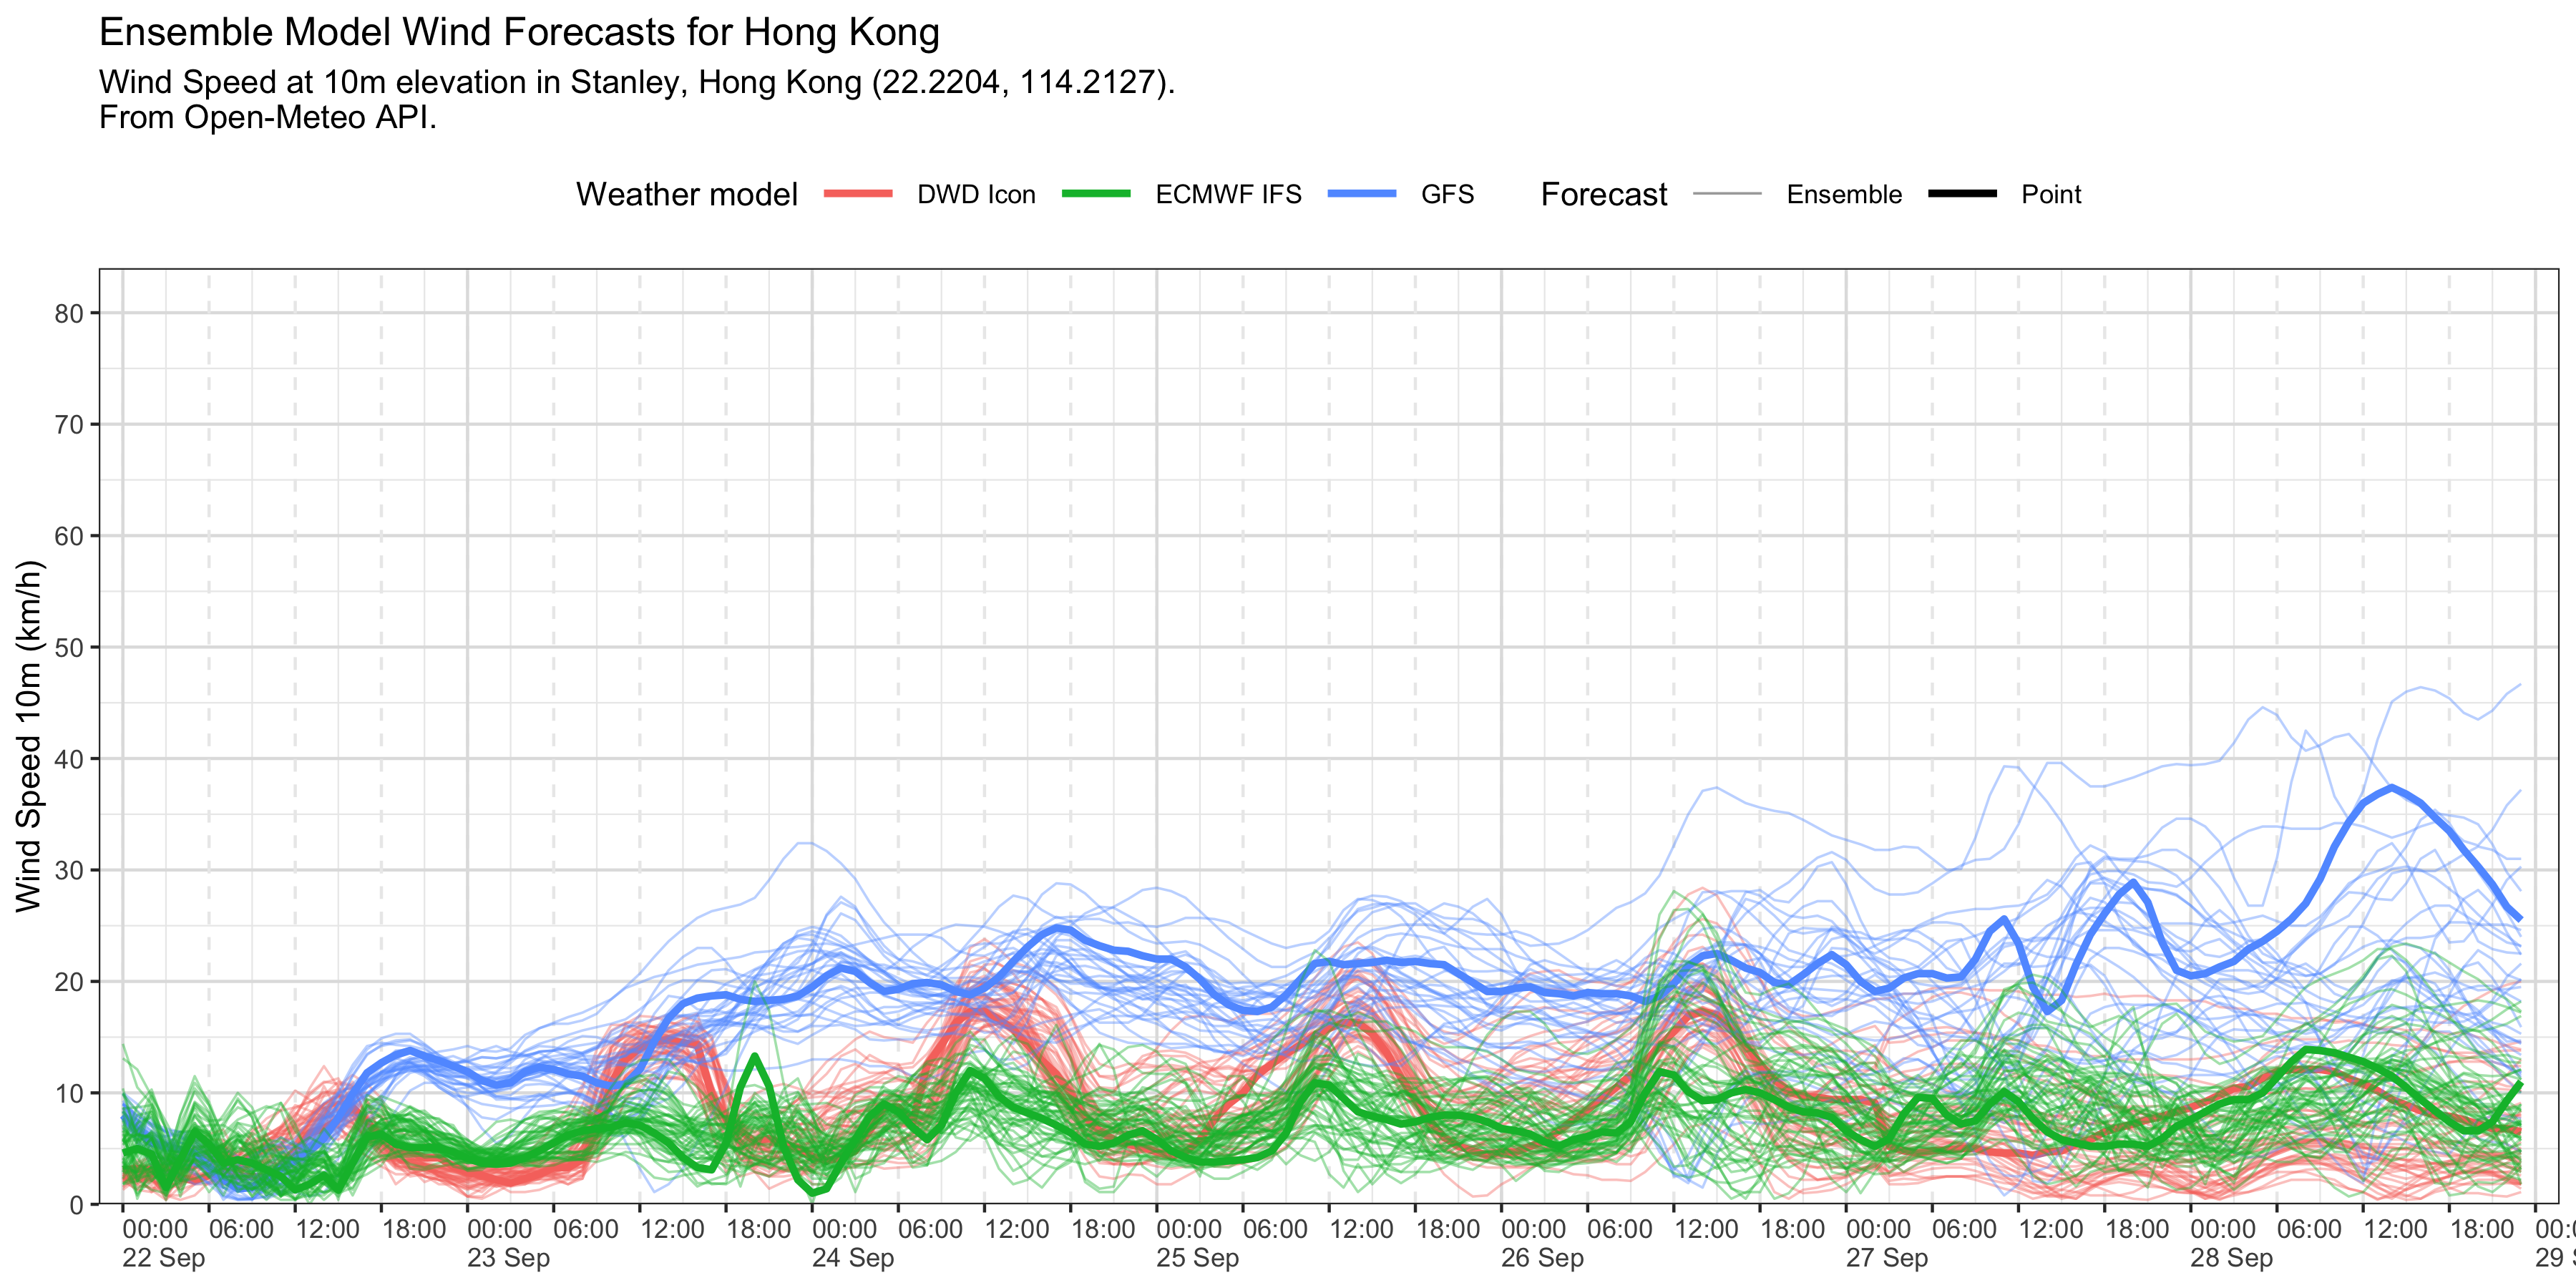 Ensemble Model Wind Forecasts for Hong Kong
Wind Speed at 10m elevation in Stanley, Hong Kong (22.2204, 114.2127).
From Open-Meteo API.
Weather model DWD Icon ECMWF IFS GFS Forecast Ensemble Point
Wind Speed 10m (km/h)
80
70
60
50
40
30
20
10
0
00:00 06:00 12:00 18:00 00:00 06:00 12:00 18:00 00:00 06:00 12:00 18:00 00:00 06:00 12:00 18:00 00:00 06:00 12:00 18:00 00:00 06:00 12:00 18:00 00:00 06:00 12:00 18:00
22 Sep 23 Sep 24 Sep 25 Sep 26 Sep 27 Sep 28 Sep 29